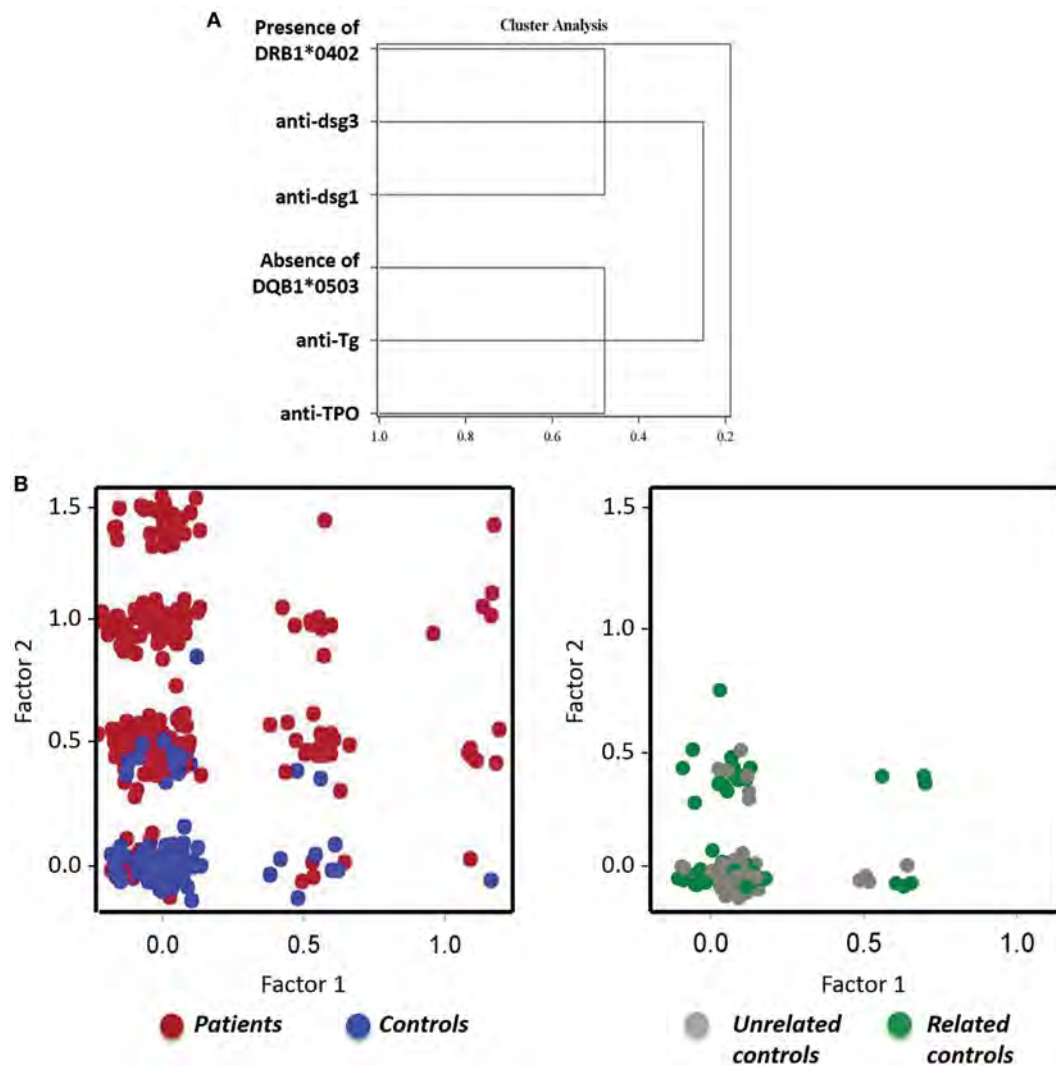 A
Cluster Analysis
Presence of
DRB1*0402
anti-dsg3
anti-dsg1
Absence of
DQB1*0503
anti-Tg
anti-TPO
1.0 0.8 0.6 0.4 0.2
B
1.5
1.0
0.5
0.0
Factor 2
0.0 0.5 1.0
Factor 1
Patients Controls
1.5
1.0
0.5
0.0
Factor 2
0.0 0.5 1.0
Factor 1
Unrelated
controls
Related
controls